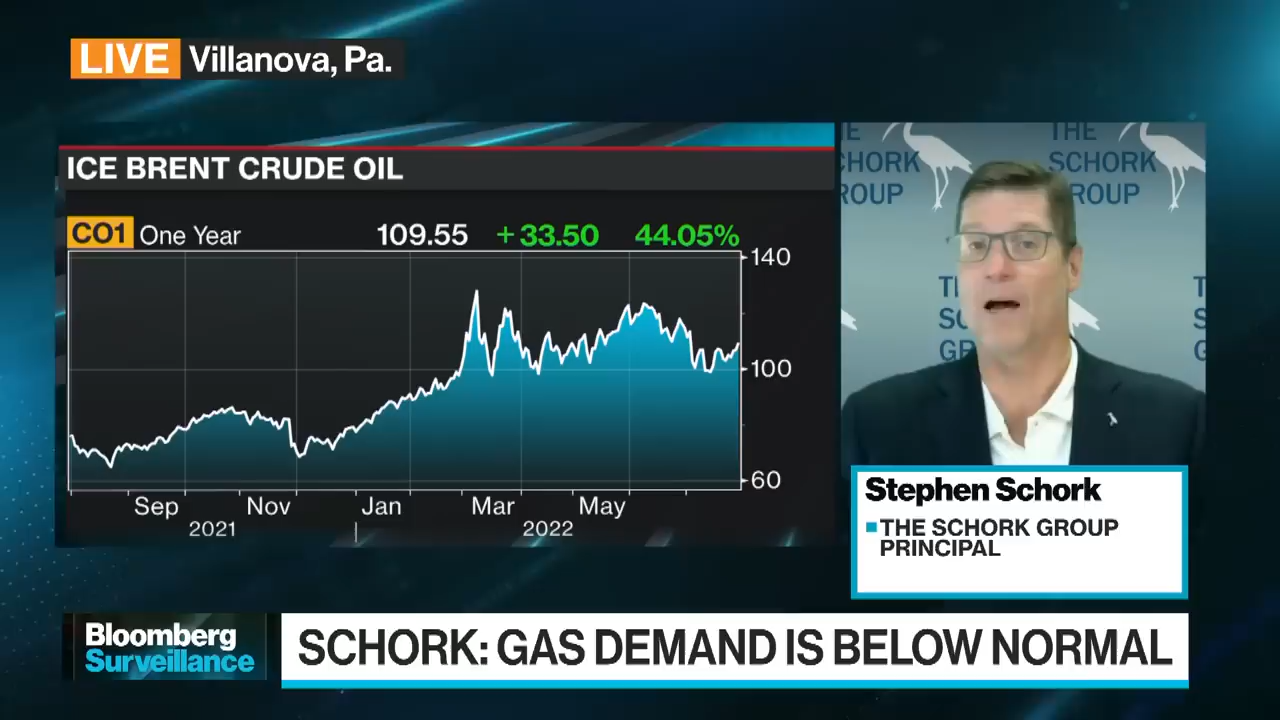 LIVE Villanova, Pa.
ICE BRENT CRUDE OIL
CO1 One Year 109.55 +33.50 44.05%
140
100
60
Sep Nov Jan Mar May
2021 2022
THE
SCHORK
GROUP
Stephen Schork
THE SCHORK GROUP
PRINCIPAL
Bloomberg
Surveillance
SCHORK: GAS DEMAND IS BELOW NORMAL